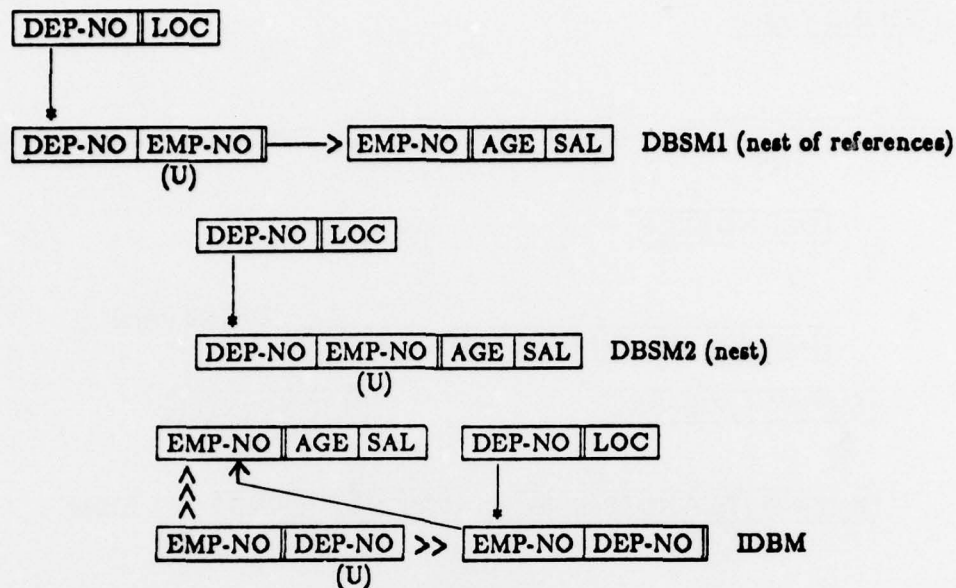 DEP-NO LOC
*
DEP-NO EMP-NO > EMP-NO AGE SAL DBSM1 (nest of references)
(U)
DEP-NO LOC
*
DEP-NO EMP-NO AGE SAL DBSM2 (nest)
(U)
EMP-NO AGE SAL DEP-NO LOC
*
EMP-NO DEP-NO >> EMP-NO DEP-NO IDBM
(U)